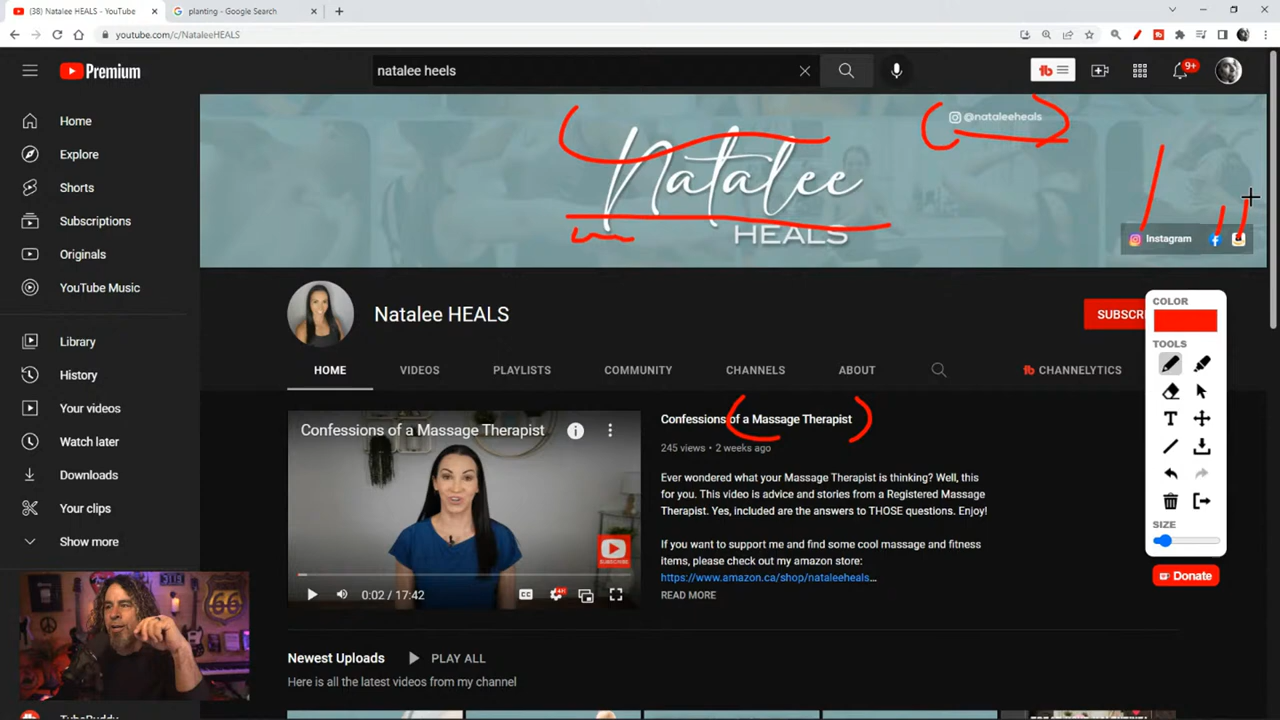 (38) Natalee HEALS - YouTube
planting - Google Search
youtube.com/c/NataleeHEALS
Premium
natalee heels
9+
Home
Explore
Shorts
Subscriptions
Originals
YouTube Music
Library
History
Your videos
Watch later
Downloads
Your clips
Show more
TubeBuddy
@nataleeheals
Natalee
HEALS
Instagram
Natalee HEALS
SUBSCRI
HOME
VIDEOS
PLAYLISTS
COMMUNITY
CHANNELS
ABOUT
CHANNELYTICS
Confessions of a Massage Therapist
SUBSCRIBE
0:02 / 17:42
Confessions of a Massage Therapist
245 views • 2 weeks ago
Ever wondered what your Massage Therapist is thinking? Well, this
for you. This video is advice and stories from a Registered Massage
Therapist. Yes, included are the answers to THOSE questions. Enjoy!
If you want to support me and find some cool massage and fitness
items, please check out my amazon store:
https://www.amazon.ca/shop/nataleeheals...
READ MORE
Newest Uploads
PLAY ALL
Here is all the latest videos from my channel
COLOR
TOOLS
T
SIZE
Donate
66